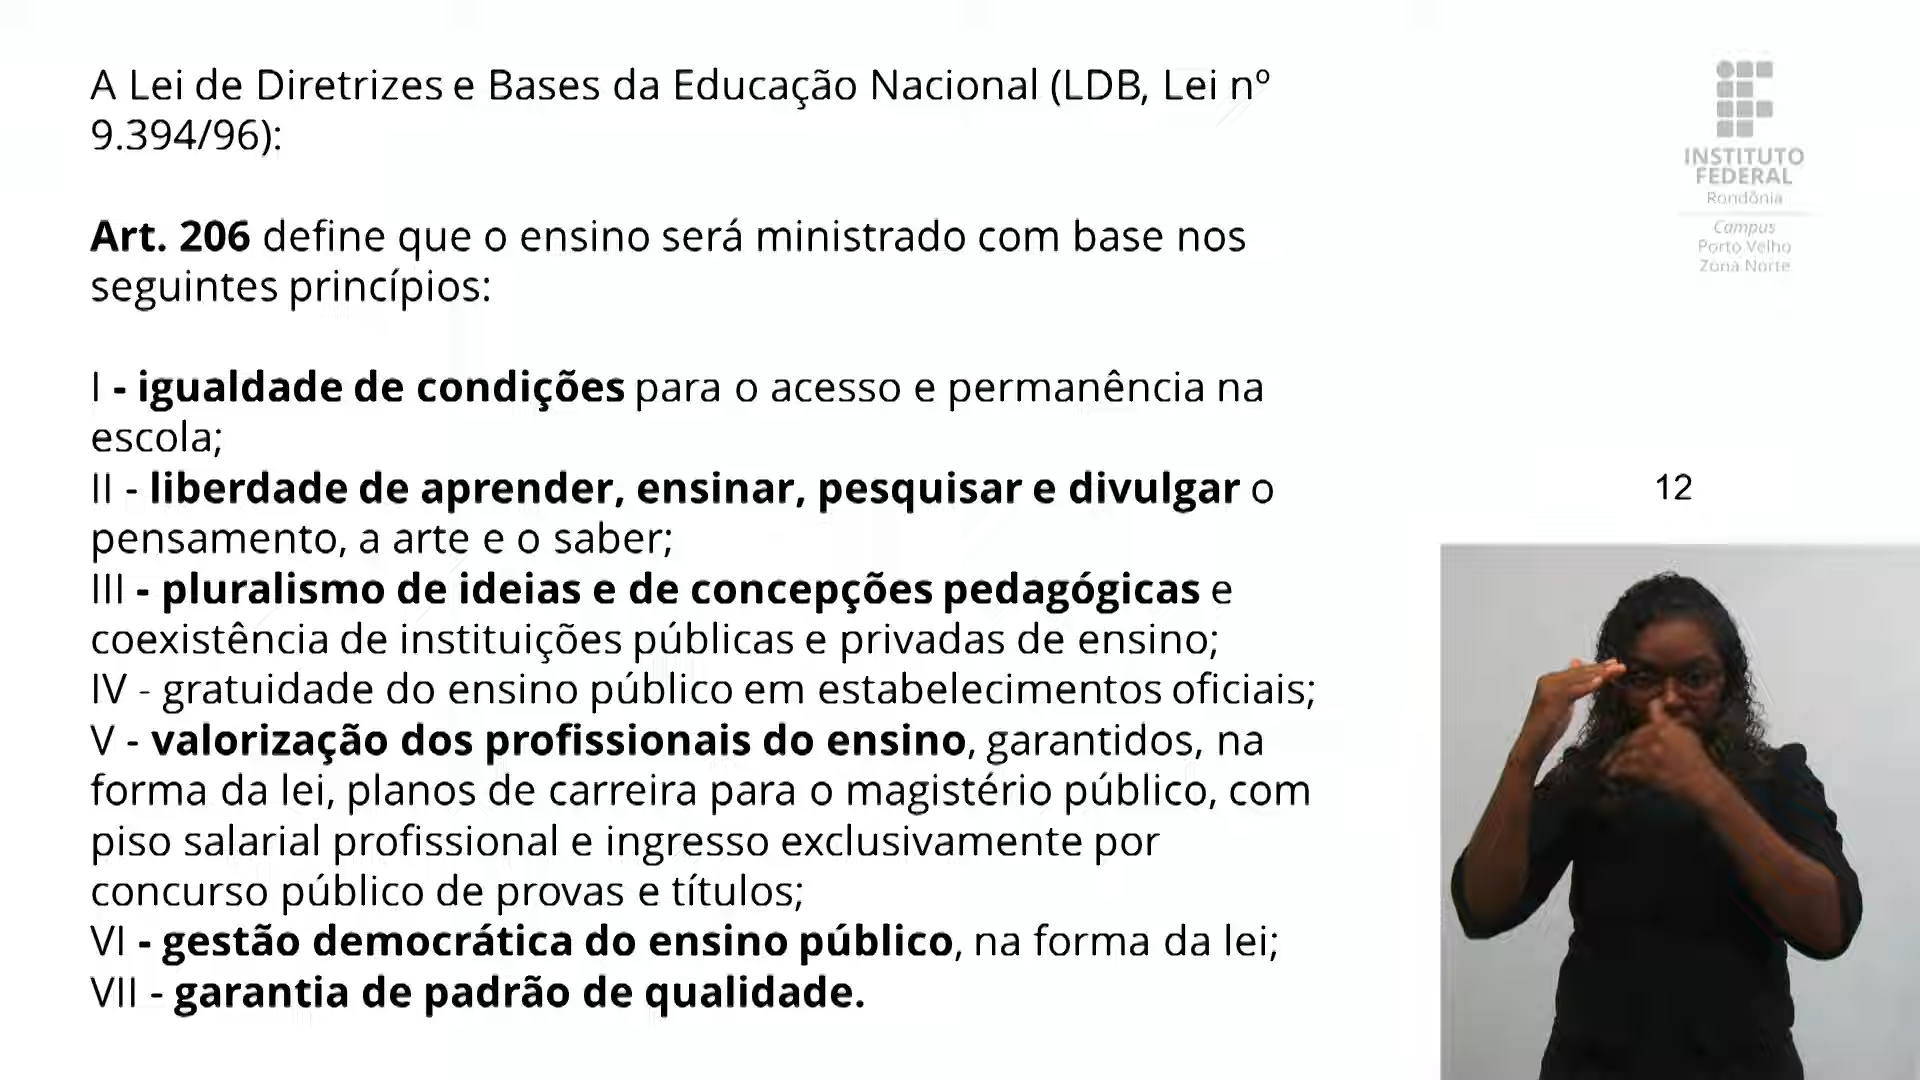 A Lei de Diretrizes e Bases da Educação Nacional (LDB, Lei nº
9.394/96):
Art. 206 define que o ensino será ministrado com base nos
seguintes princípios:
I - igualdade de condições para o acesso e permanência na
escola;
II - liberdade de aprender, ensinar, pesquisar e divulgar o
pensamento, a arte e o saber;
III - pluralismo de ideias e de concepções pedagógicas e
coexistência de instituições públicas e privadas de ensino;
IV - gratuidade do ensino público em estabelecimentos oficiais;
V - valorização dos profissionais do ensino, garantidos, na
forma da lei, planos de carreira para o magistério público, com
piso salarial profissional e ingresso exclusivamente por
concurso público de provas e títulos;
VI - gestão democrática do ensino público, na forma da lei;
VII - garantia de padrão de qualidade.
INSTITUTO
FEDERAL
Rondônia
Campus
Porto Velho
Zona Norte
12